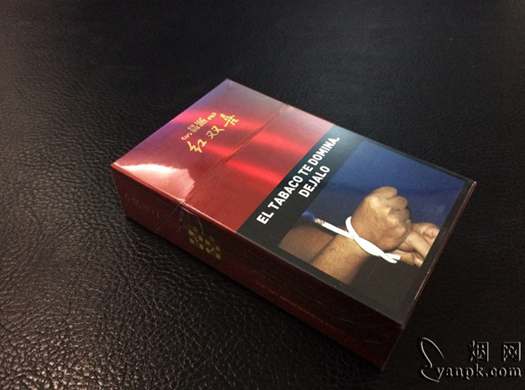 红双喜
EL TABACO TE DOMINA,
DEJALO
烟网
yanpk.com